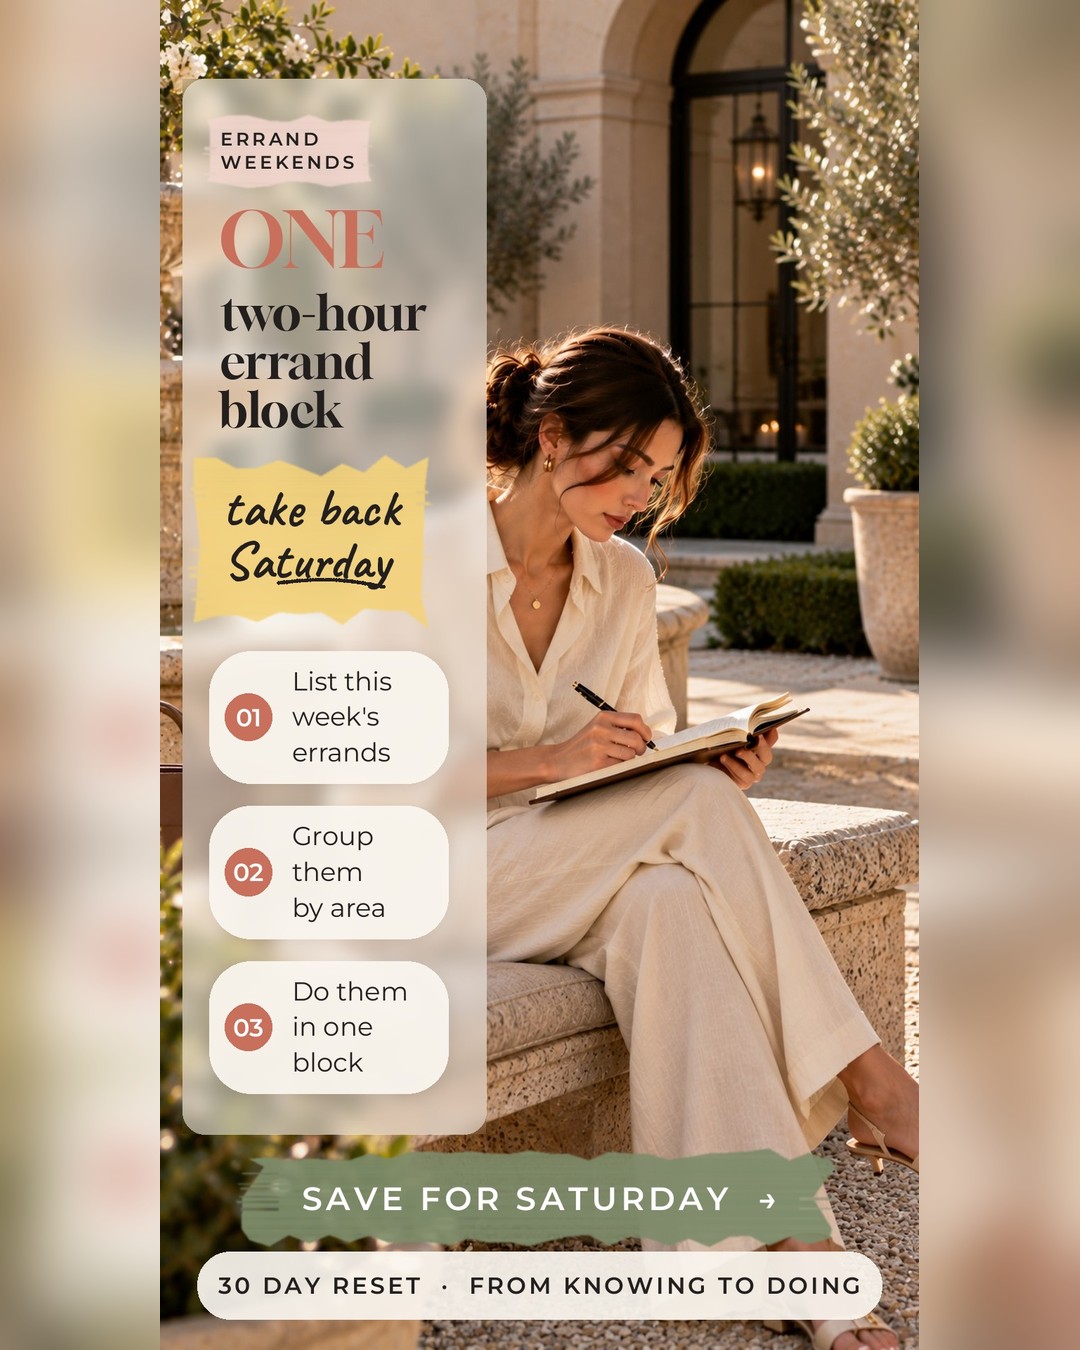 ERRAND
WEEKENDS
ONE
two-hour
errand
block
take back
Saturday
01
List this
week's
errands
02
Group
them
by area
03
Do them
in one
block
SAVE FOR SATURDAY →
30 DAY RESET · FROM KNOWING TO DOING